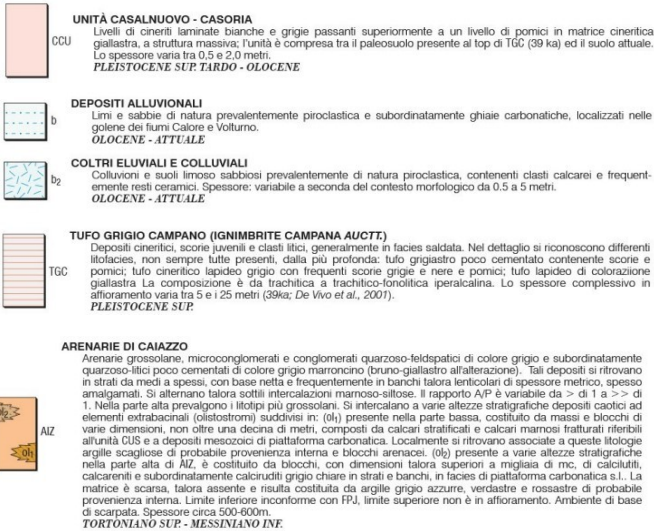 UNITÀ CASALNUOVO - CASORIA
CCU
Livelli di cineriti laminate bianche e grigie passanti superiormente a un livello di pomici in matrice cineritica
giallastra, a struttura massiva; l'unità è compresa tra il paleosuolo presente al top di TGC (39 ka) ed il suolo attuale.
Lo spessore varia tra 0,5 e 2,0 metri.
PLEISTOCENE SUP. TARDO - OLOCENE
DEPOSITI ALLUVIONALI
b
Limi e sabbie di natura prevalentemente piroclastica e subordinatamente ghiaie carbonatiche, localizzati nelle
golene dei fiumi Calore e Volturno.
OLOCENE - ATTUALE
COLTRI ELUVIALI E COLLUVIALI
b2
Colluvioni e suoli limoso sabbiosi prevalentemente di natura piroclastica, contenenti clasti calcarei e frequent-
emente resti ceramici. Spessore: variabile a seconda del contesto morfologico da 0.5 a 5 metri.
OLOCENE - ATTUALE
TUFO GRIGIO CAMPANO (IGNIMBRITE CAMPANA AUCTT.)
TGC
Depositi cineritici, scorie juvenili e clasti litici, generalmente in facies saldata. Nel dettaglio si riconoscono differenti
litofacies, non sempre tutte presenti, dalla più profonda: tufo grigiastro poco cementato contenente scorie e
pomici; tufo cineritico lapideo grigio con frequenti scorie grigie e nere e pomici; tufo lapideo di coloraziione
giallastra La composizione è da trachitica a trachitico-fonolitica iperalcalina. Lo spessore complessivo in
affioramento varia tra 5 e i 25 metri (39ka; De Vivo et al., 2001).
PLEISTOCENE SUP.
ARENARIE DI CAIAZZO
AIZ
ol2
ol1
Arenarie grossolane, microconglomerati e conglomerati quarzoso-feldspatici di colore grigio e subordinatamente
quarzoso-litici poco cementati di colore grigio marroncino (bruno-giallastro all'alterazione). Tali depositi si ritrovano
in strati da medi a spessi, con base netta e frequentemente in banchi talora lenticolari di spessore metrico, spesso
amalgamati. Si alternano talora sottili intercalazioni marnoso-siltose. Il rapporto A/P è variabile da > di 1 a >> di
1. Nella parte alta prevalgono i litotipi più grossolani. Si intercalano a varie altezze stratigrafiche depositi caotici ad
elementi extrabacinali (olistostromi) suddivisi in: (ol1) presente nella parte bassa, costituito da massi e blocchi di
varie dimensioni, non oltre una decina di metri, composti da calcari stratificati e calcari marnosi fratturati riferibili
all'unità CUS e a depositi mesozoici di piattaforma carbonatica. Localmente si ritrovano associate a queste litologie
argille scagliose di probabile provenienza interna e blocchi arenacei. (ol2) presente a varie altezze stratigrafiche
nella parte alta di AIZ, è costituito da blocchi, con dimensioni talora superiori a migliaia di mc, di calcilutiti,
calcareniti e subordinatamente calciruditi grigio chiare in strati e banchi, in facies di piattaforma carbonatica s.l.. La
matrice è scarsa, talora assente e risulta costituita da argille grigio azzurre, verdastre e rossastre di probabile
provenienza interna. Limite inferiore inconforme con FPJ, limite superiore non è in affioramento. Ambiente di base
di scarpata. Spessore circa 500-600m.
TORTONIANO SUP. - MESSINIANO INF.